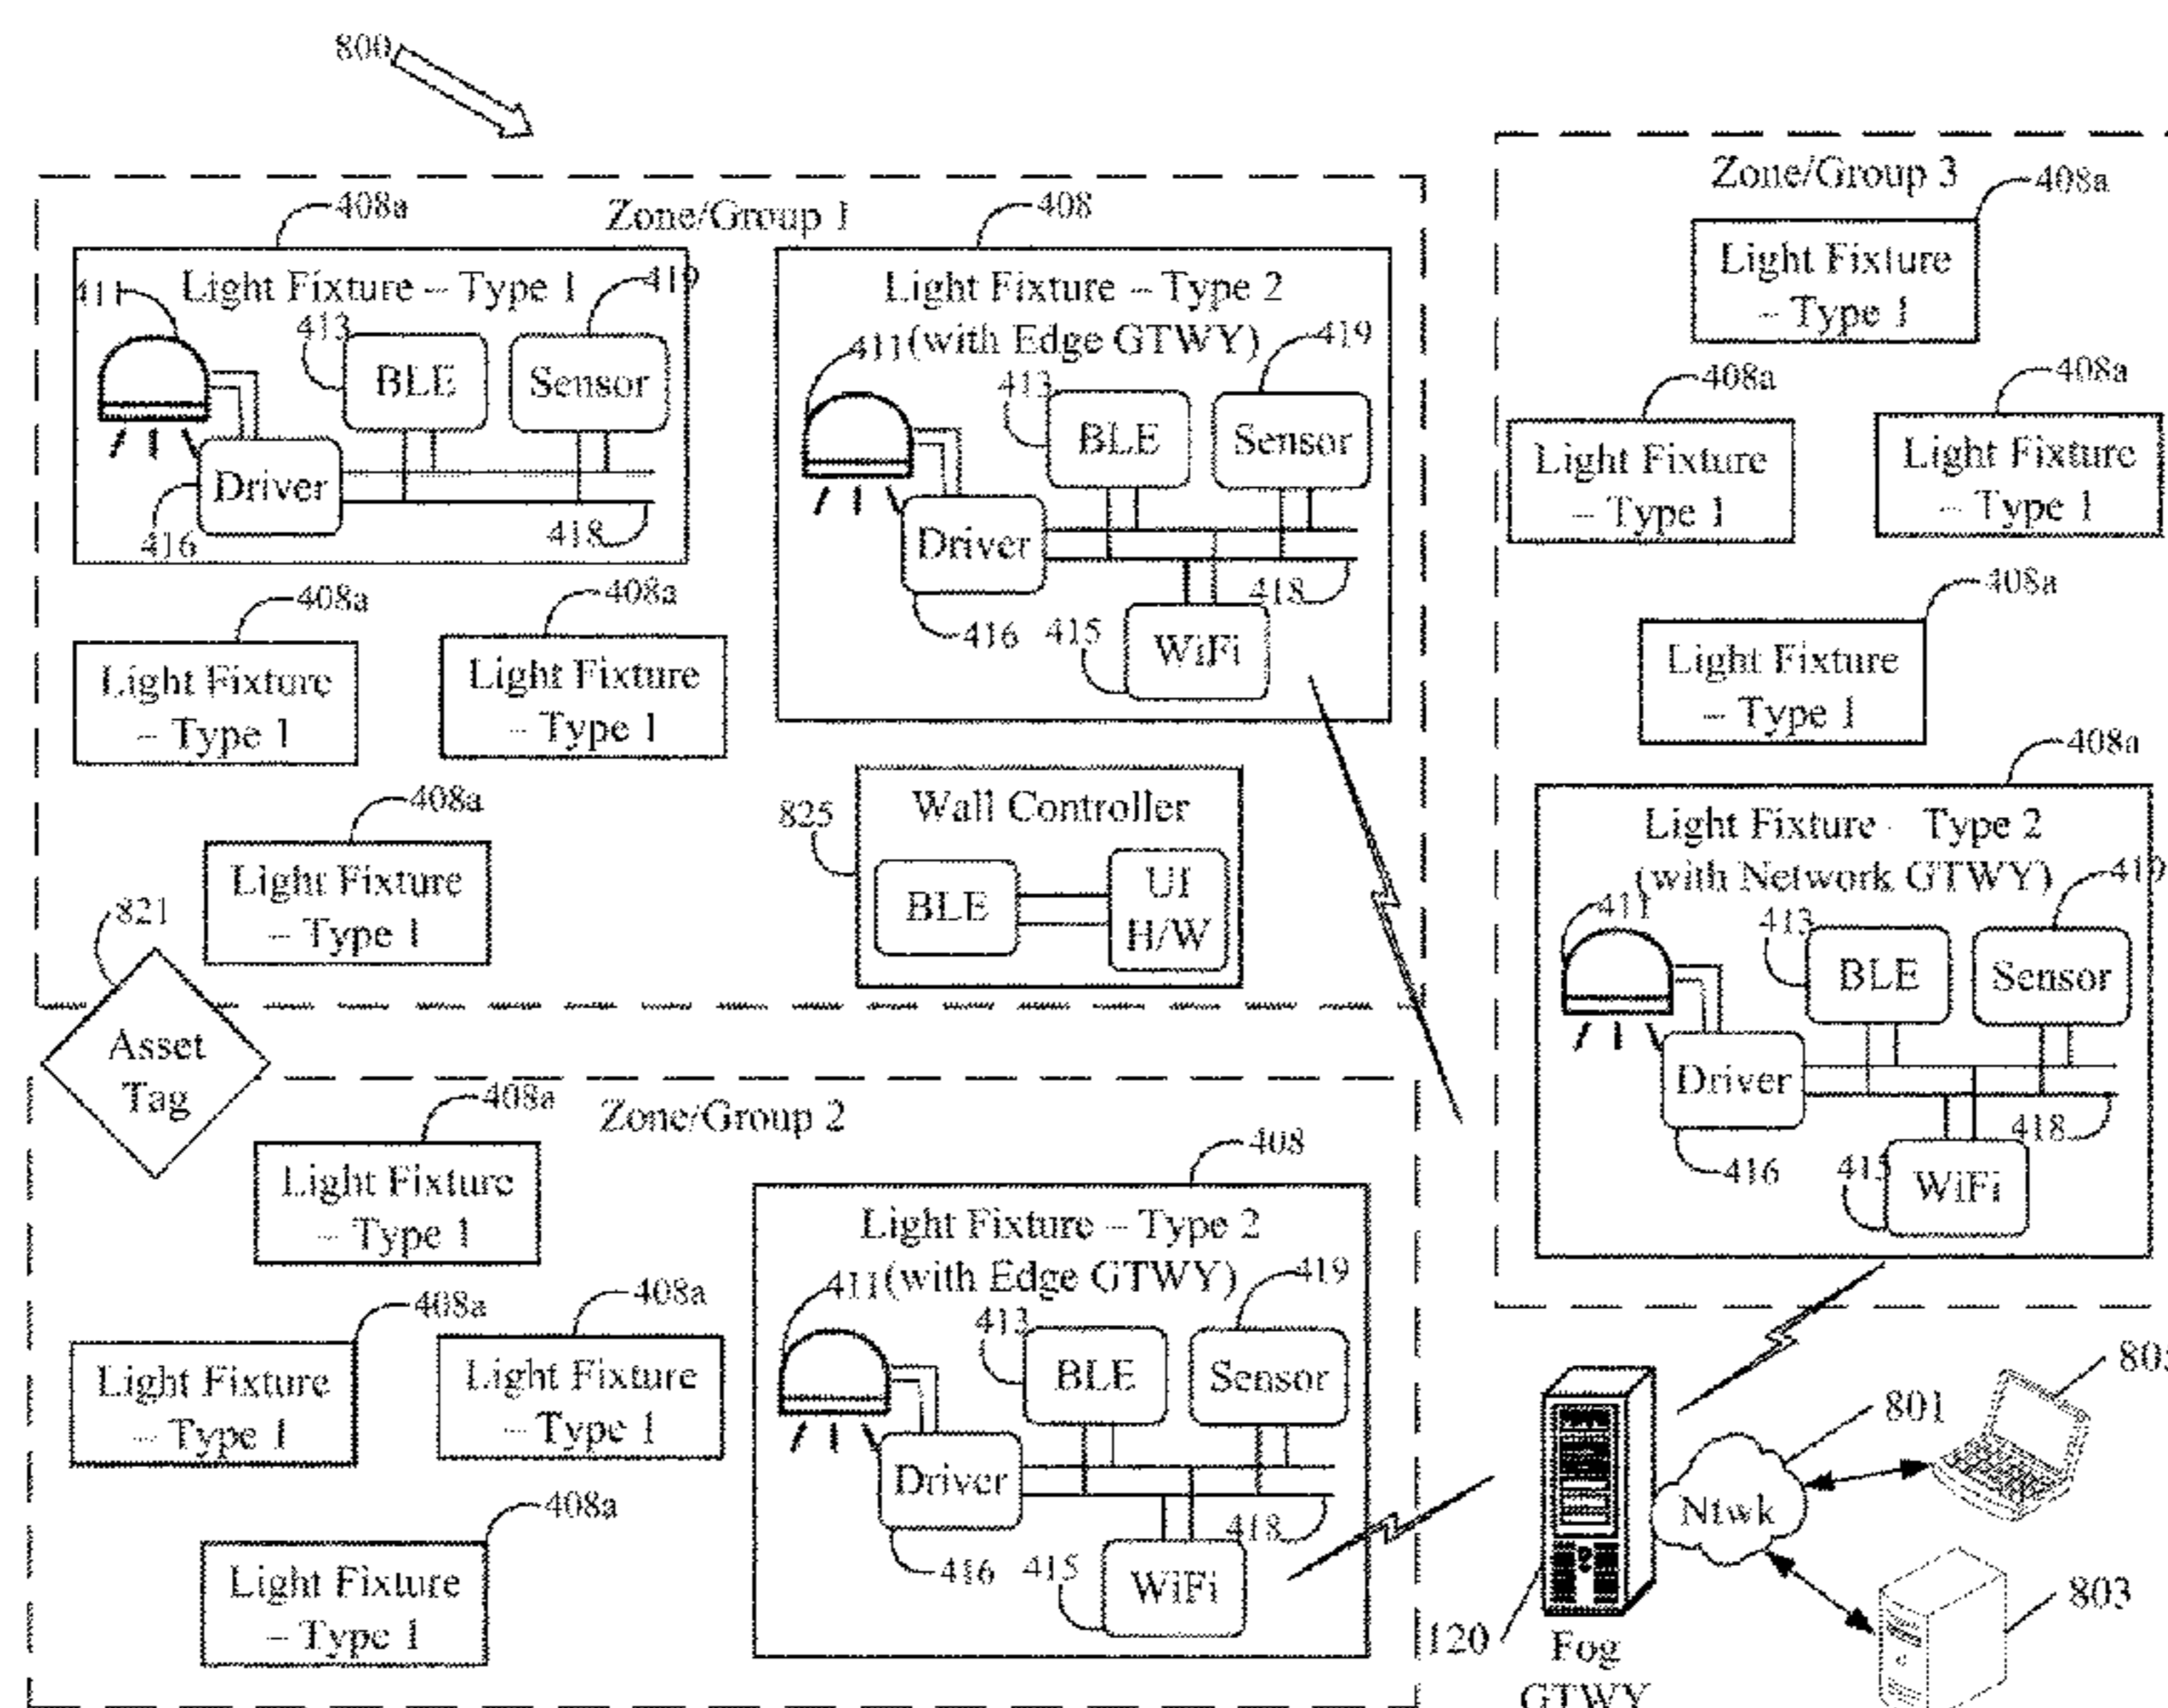 800
Zone/Group 1
408a
Light Fixture – Type 1
411
413
419
BLE
Sensor
Driver
416
418
408
Light Fixture – Type 2
(with Edge GTWY)
411
413
419
BLE
Sensor
Driver
416
418
415
WiFi
408a
Light Fixture
– Type 1
408a
Light Fixture
– Type 1
408a
Light Fixture
– Type 1
825
Wall Controller
BLE
UI
H/W
821
Asset
Tag
Zone/Group 2
408a
Light Fixture
– Type 1
408a
Light Fixture
– Type 1
408a
Light Fixture
– Type 1
408a
Light Fixture
– Type 1
408
Light Fixture – Type 2
(with Edge GTWY)
411
413
419
BLE
Sensor
Driver
416
418
415
WiFi
Zone/Group 3
408a
Light Fixture
– Type 1
408a
Light Fixture
– Type 1
408a
Light Fixture
– Type 1
408a
Light Fixture
– Type 1
408a
Light Fixture – Type 2
(with Network GTWY)
411
413
419
BLE
Sensor
Driver
416
418
415
WiFi
120
Fog
GTWY
Ntwk
801
803